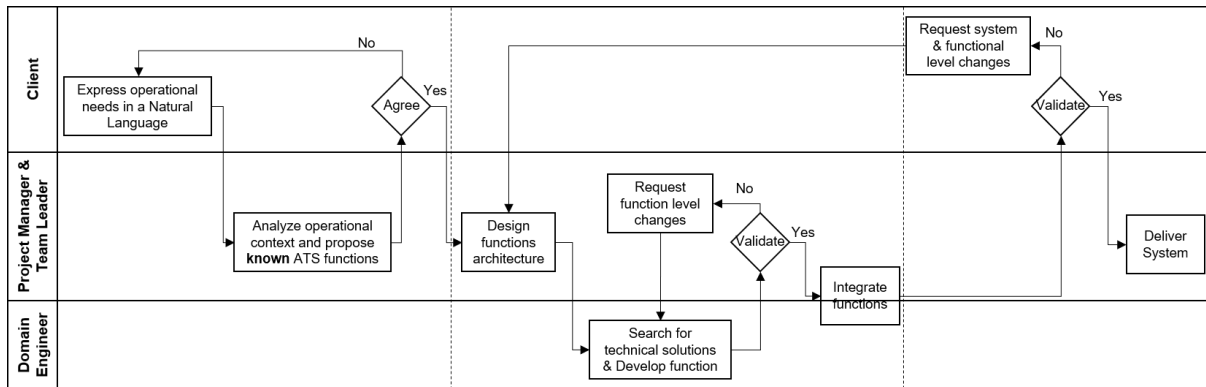 Client
No
Express operational
needs in a Natural
Language
Agree
Yes
Request system
& functional
level changes
No
Validate
Yes
Project Manager &
Team Leader
Analyze operational
context and propose
known ATS functions
Design
functions
architecture
Request
function level
changes
No
Validate
Yes
Integrate
functions
Deliver
System
Domain
Engineer
Search for
technical solutions
& Develop function